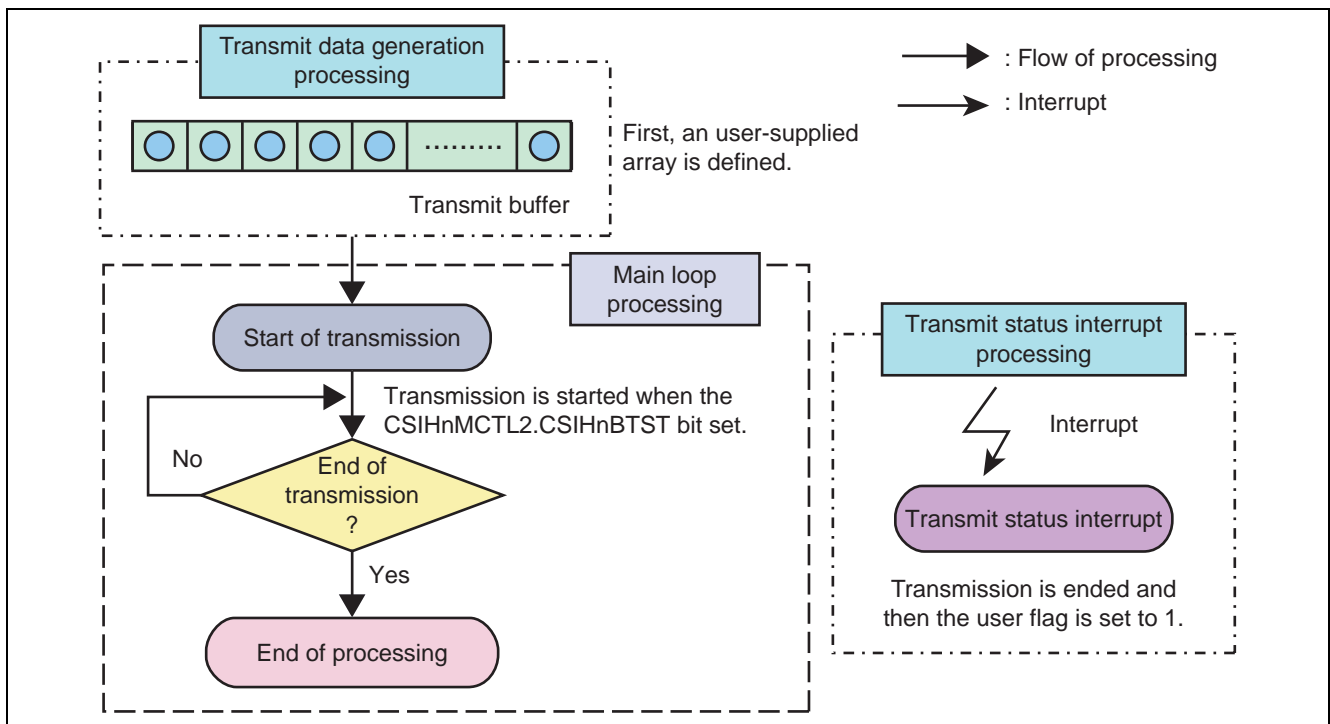 Transmit data generation
processing
: Flow of processing
: Interrupt
.........
First, an user-supplied
array is defined.
Transmit buffer
Main loop
processing
Start of transmission
Transmission is started when the
CSIHnMCTL2.CSIHnBTST bit set.
No
End of
transmission
?
Yes
End of processing
Transmit status interrupt
processing
Interrupt
Transmit status interrupt
Transmission is ended and
then the user flag is set to 1.